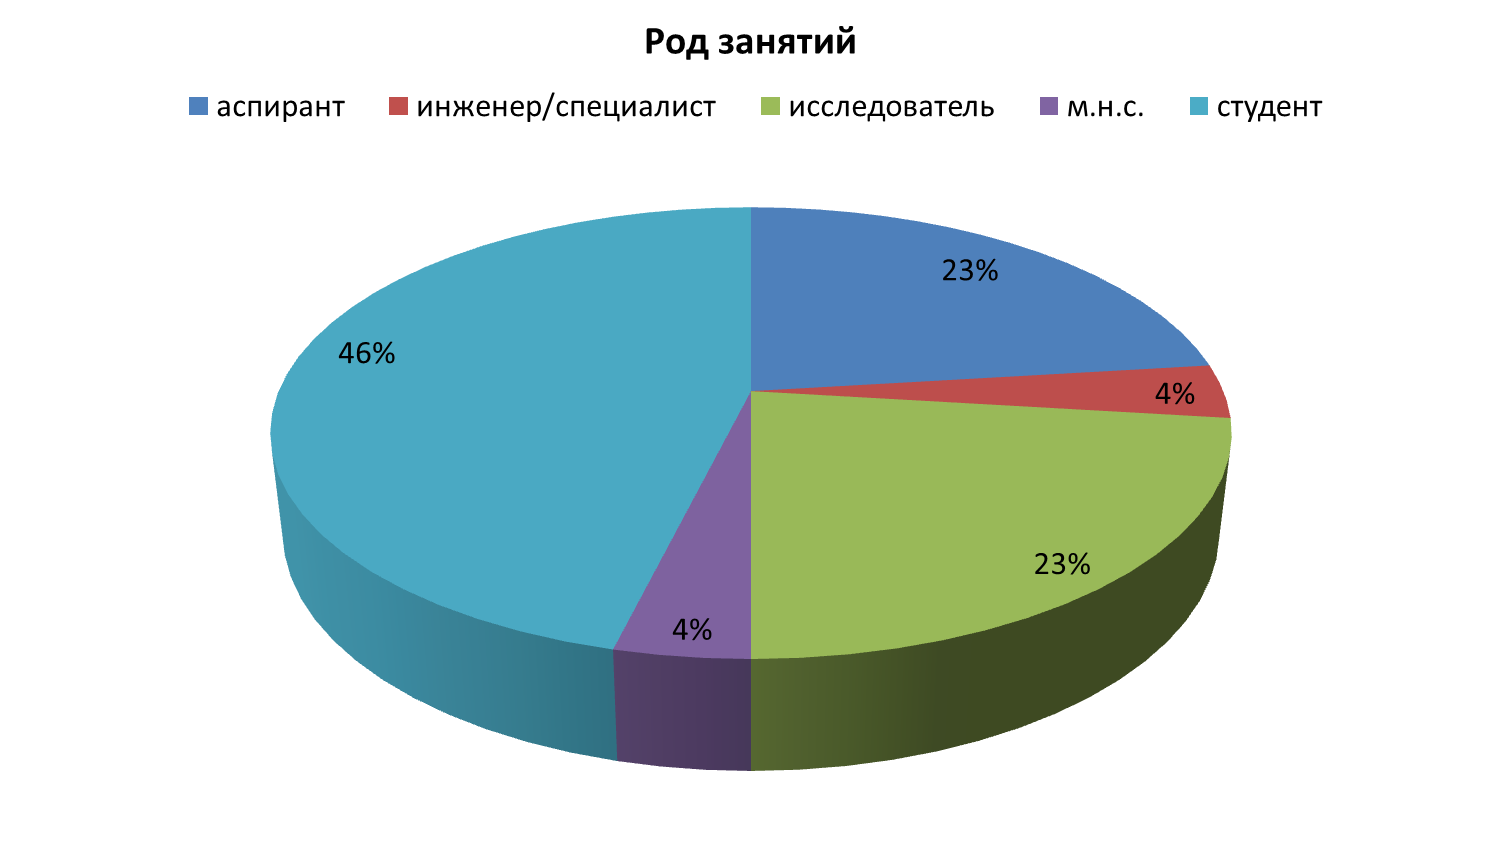 Род занятий
аспирант инженер/специалист исследователь м.н.с. студент
23%
46%
4%
23%
4%